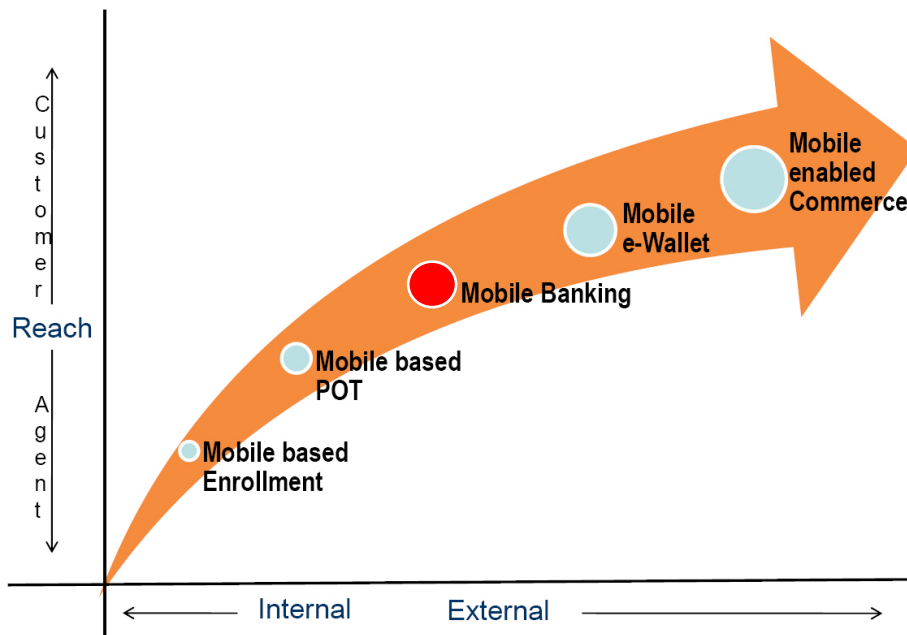 Customer
Reach
Agent
Mobile
enabled
Commerce
Mobile
e-Wallet
Mobile Banking
Mobile based
POT
Mobile based
Enrollment
Internal
External